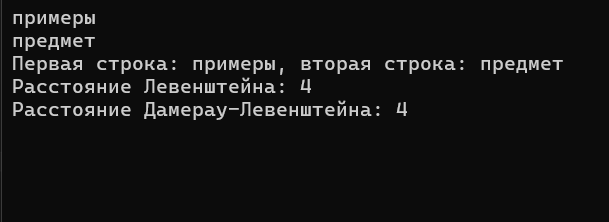 примеры
предмет
Первая строка: примеры, вторая строка: предмет
Расстояние Левенштейна: 4
Расстояние Дамерау-Левенштейна: 4